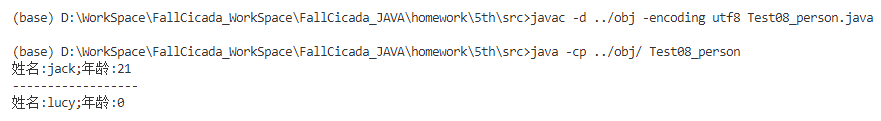 (base) D:\WorkSpace\FallCicada_WorkSpace\FallCicada_JAVA\homework\5th\src>javac -d ../obj -encoding utf8 Test08_person.java
(base) D:\WorkSpace\FallCicada_WorkSpace\FallCicada_JAVA\homework\5th\src>java -cp ../obj/ Test08_person
姓名:jack;年龄:21
------------------
姓名:lucy;年龄:0